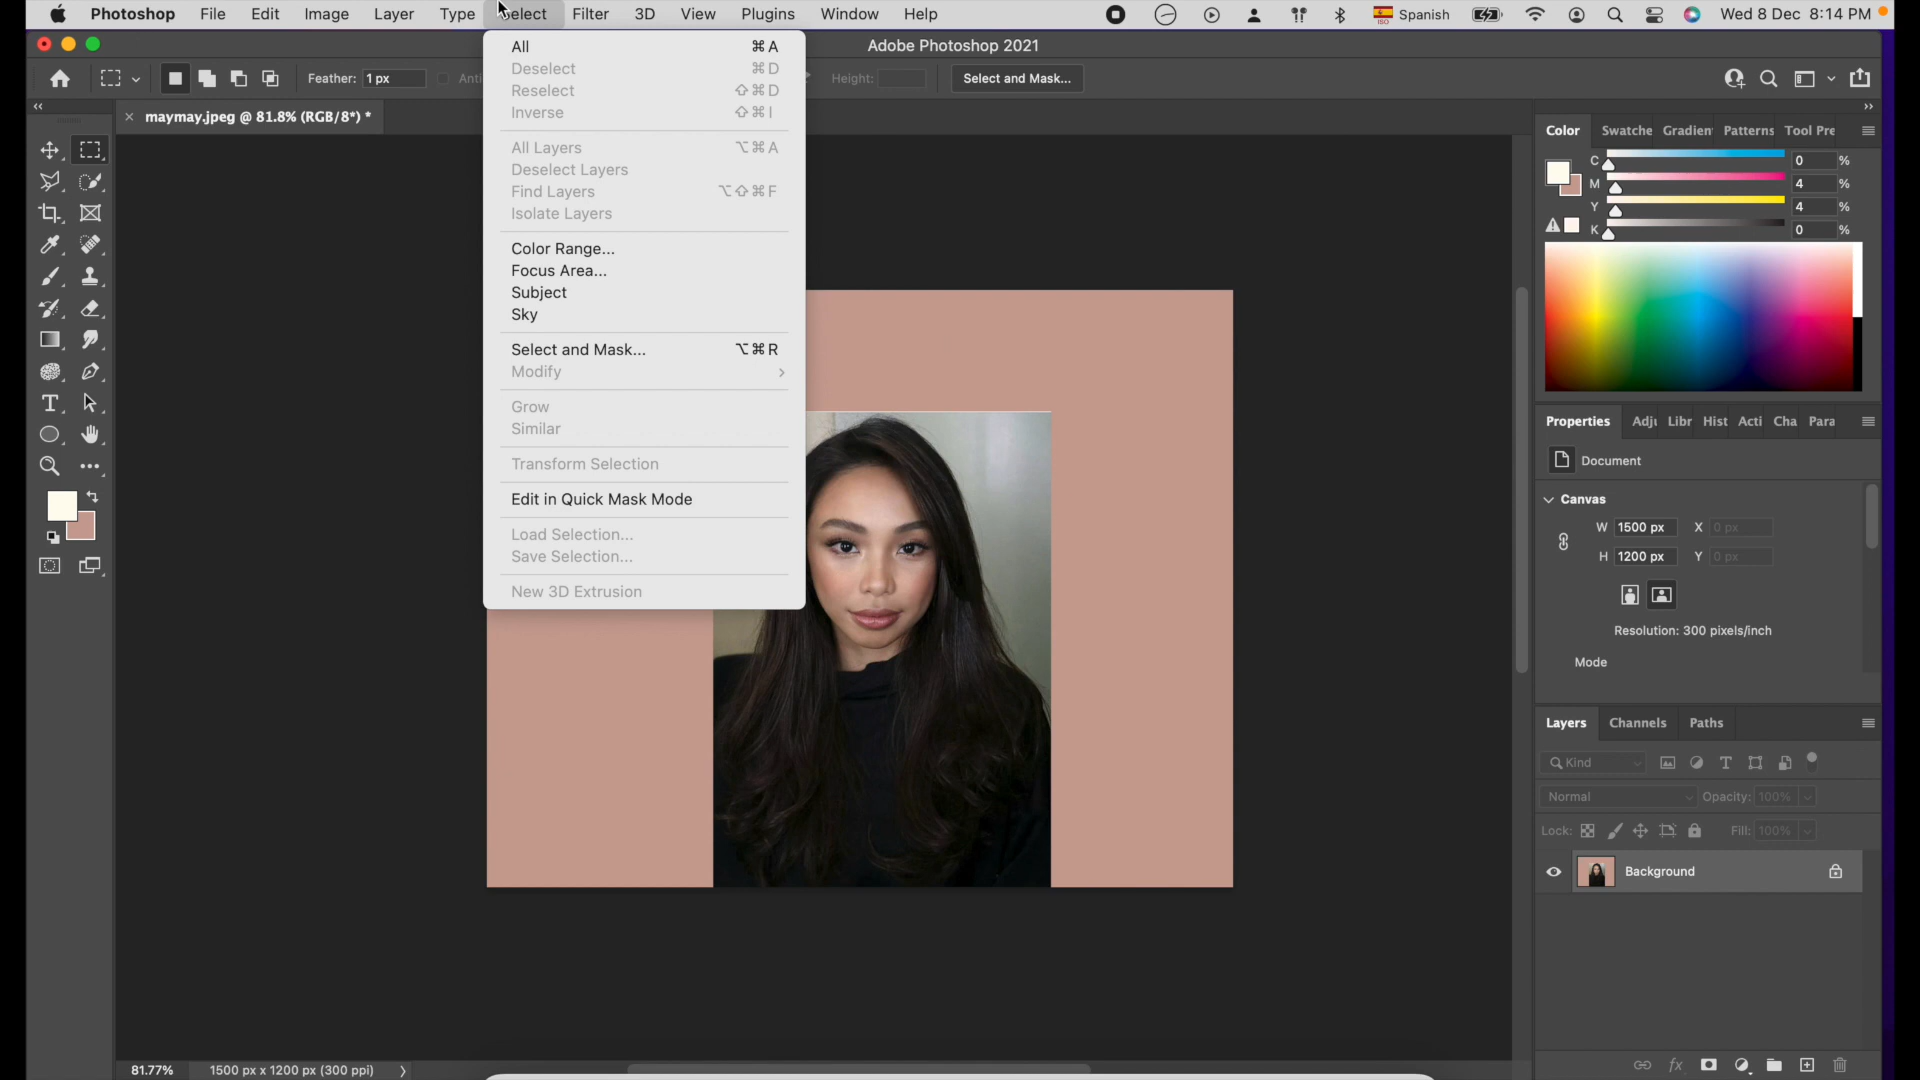 Photoshop File Edit Image Layer Type Select Filter 3D View Plugins Window Help Spanish Wed 8 Dec 8:14 PM
ISO
Adobe Photoshop 2021
Feather: 1 px Anti Height: Select and Mask...
maymay.jpeg @ 81.8% (RGB/8*) *
All ⌘A
Deselect ⌘D
Reselect ⇧⌘D
Inverse ⇧⌘I
All Layers ⌥⌘A
Deselect Layers
Find Layers ⌥⇧⌘F
Isolate Layers
Color Range...
Focus Area...
Subject
Sky
Select and Mask... ⌥⌘R
Modify
Grow
Similar
Transform Selection
Edit in Quick Mask Mode
Load Selection...
Save Selection...
New 3D Extrusion
Color Swatche Gradien Patterns Tool Pre
C 0 %
M 4 %
Y 4 %
K 0 %
Properties Adju Libr Hist Acti Cha Para
Document
Canvas
W 1500 px X 0 px
H 1200 px Y 0 px
Resolution: 300 pixels/inch
Mode
Layers Channels Paths
Kind
Normal Opacity: 100%
Lock: Fill: 100%
Background
fx
81.77% 1500 px x 1200 px (300 ppi)